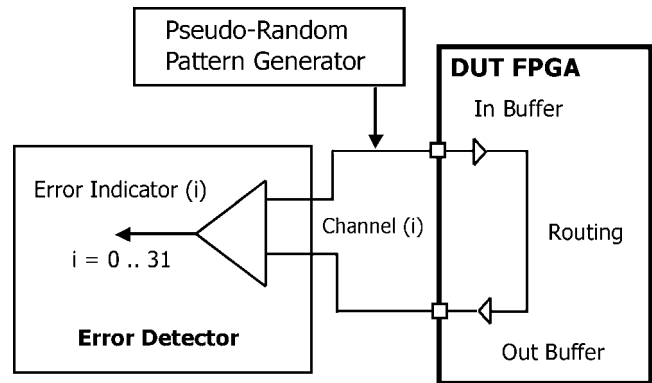 Pseudo-Random
Pattern Generator
DUT FPGA
In Buffer
Error Indicator (i)
Channel (i)
Routing
i = 0 .. 31
Error Detector
Out Buffer